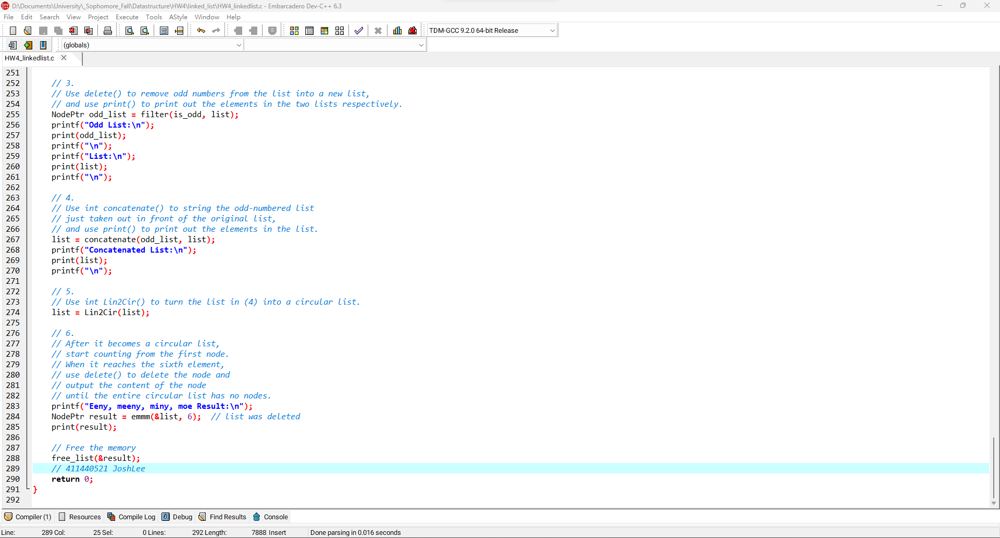 D:\Documents\University\_Sophomore_Fall\Datastructure\HW4\linked_list\HW4_linkedlist.c - Embarcadero Dev-C++ 6.3
File Edit Search View Project Execute Tools AStyle Window Help
TDM-GCC 9.2.0 64-bit Release
(globals)
HW4_linkedlist.c
251
252 // 3.
253 // Use delete() to remove odd numbers from the list into a new list,
254 // and use print() to print out the elements in the two lists respectively.
255 NodePtr odd_list = filter(is_odd, list);
256 printf("Odd List:\n");
257 print(odd_list);
258 printf("\n");
259 printf("List:\n");
260 print(list);
261 printf("\n");
262
263 // 4.
264 // Use int concatenate() to string the odd-numbered list
265 // just taken out in front of the original list,
266 // and use print() to print out the elements in the list.
267 list = concatenate(odd_list, list);
268 printf("Concatenated List:\n");
269 print(list);
270 printf("\n");
271
272 // 5.
273 // Use int Lin2Cir() to turn the list in (4) into a circular list.
274 list = Lin2Cir(list);
275
276 // 6.
277 // After it becomes a circular list,
278 // start counting from the first node.
279 // When it reaches the sixth element,
280 // use delete() to delete the node and
281 // output the content of the node
282 // until the entire circular list has no nodes.
283 printf("Eeny, meeny, miny, moe Result:\n");
284 NodePtr result = emmm(&list, 6); // list was deleted
285 print(result);
286
287 // Free the memory
288 free_list(&result);
289 // 411440521 JoshLee
290 return 0;
291 }
292
Compiler (1) Resources Compile Log Debug Find Results Console
Line: 289 Col: 25 Sel: 0 Lines: 292 Length: 7888 Insert Done parsing in 0.016 seconds